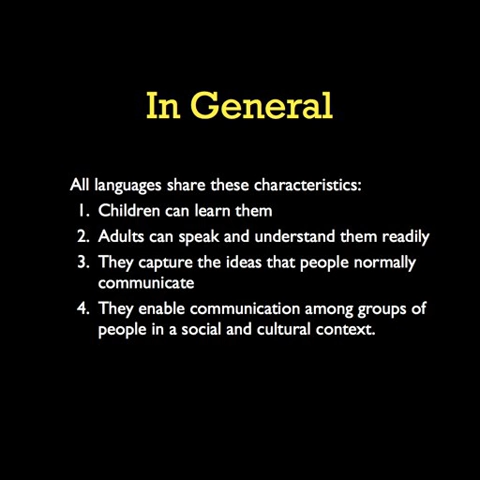 In General
All languages share these characteristics:
1. Children can learn them
2. Adults can speak and understand them readily
3. They capture the ideas that people normally
communicate
4. They enable communication among groups of
people in a social and cultural context.